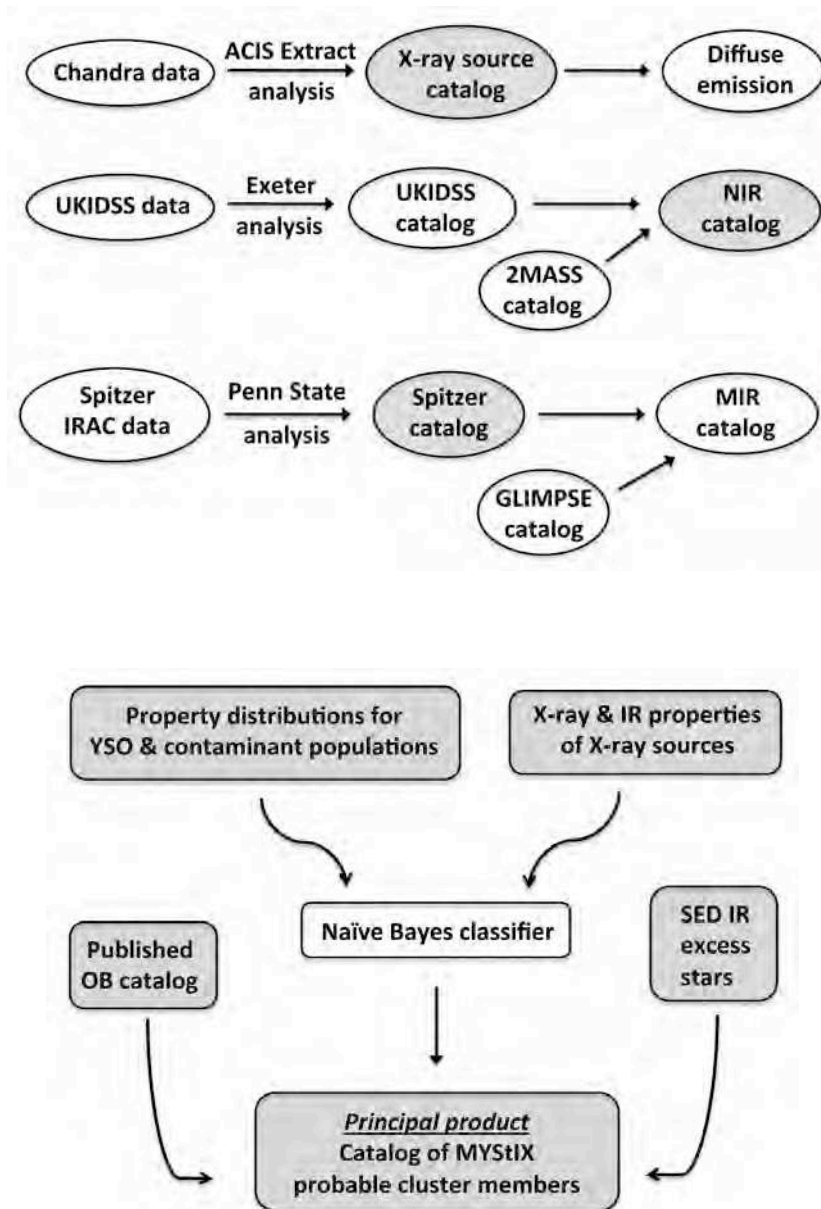 Chandra data
ACIS Extract
analysis
X-ray source
catalog
Diffuse
emission
UKIDSS data
Exeter
analysis
UKIDSS
catalog
NIR
catalog
2MASS
catalog
Spitzer
IRAC data
Penn State
analysis
Spitzer
catalog
MIR
catalog
GLIMPSE
catalog
Property distributions for
YSO & contaminant populations
X-ray & IR properties
of X-ray sources
Naïve Bayes classifier
Published
OB catalog
SED IR
excess
stars
Principal product
Catalog of MYStIX
probable cluster members